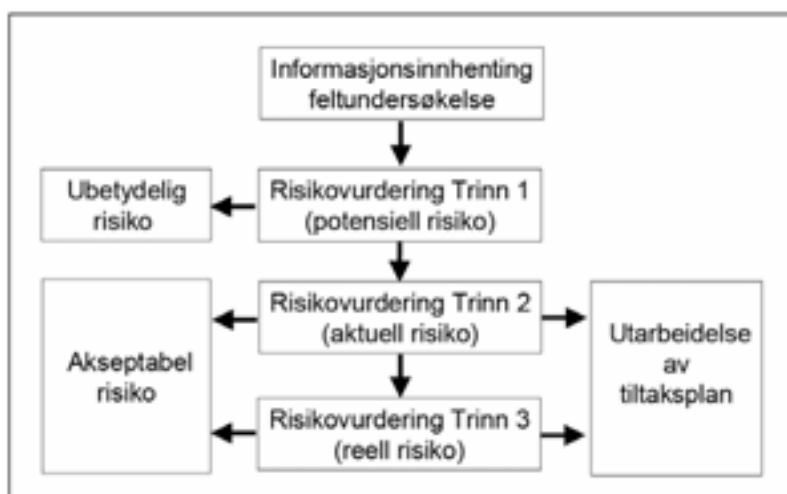 Informasjonsinnhenting
feltundersøkelse
Ubetydelig
risiko
Risikovurdering Trinn 1
(potensiell risiko)
Risikovurdering Trinn 2
(aktuell risiko)
Akseptabel
risiko
Utarbeidelse
av
tiltaksplan
Risikovurdering Trinn 3
(reell risiko)